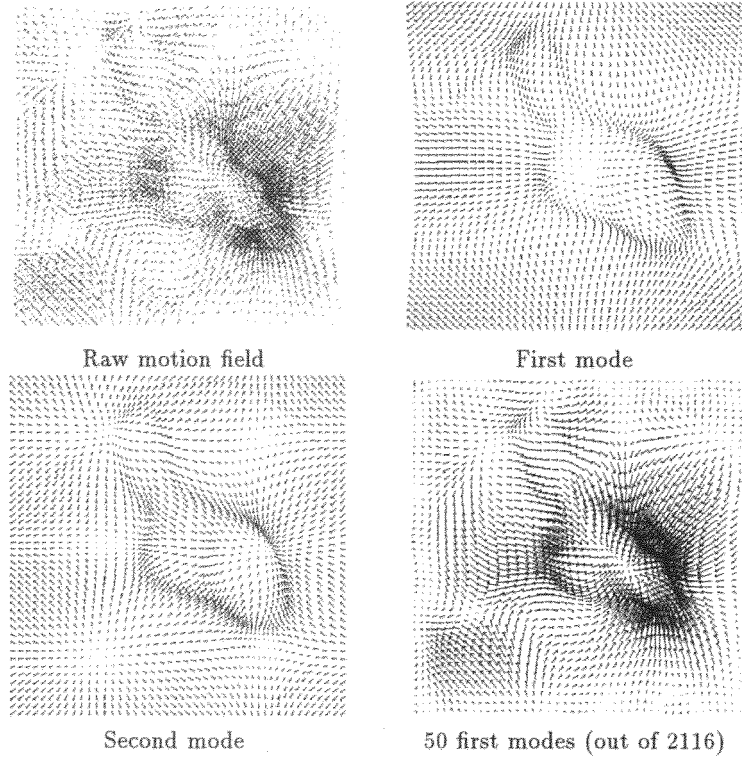 Raw motion field
First mode
Second mode
50 first modes (out of 2116)